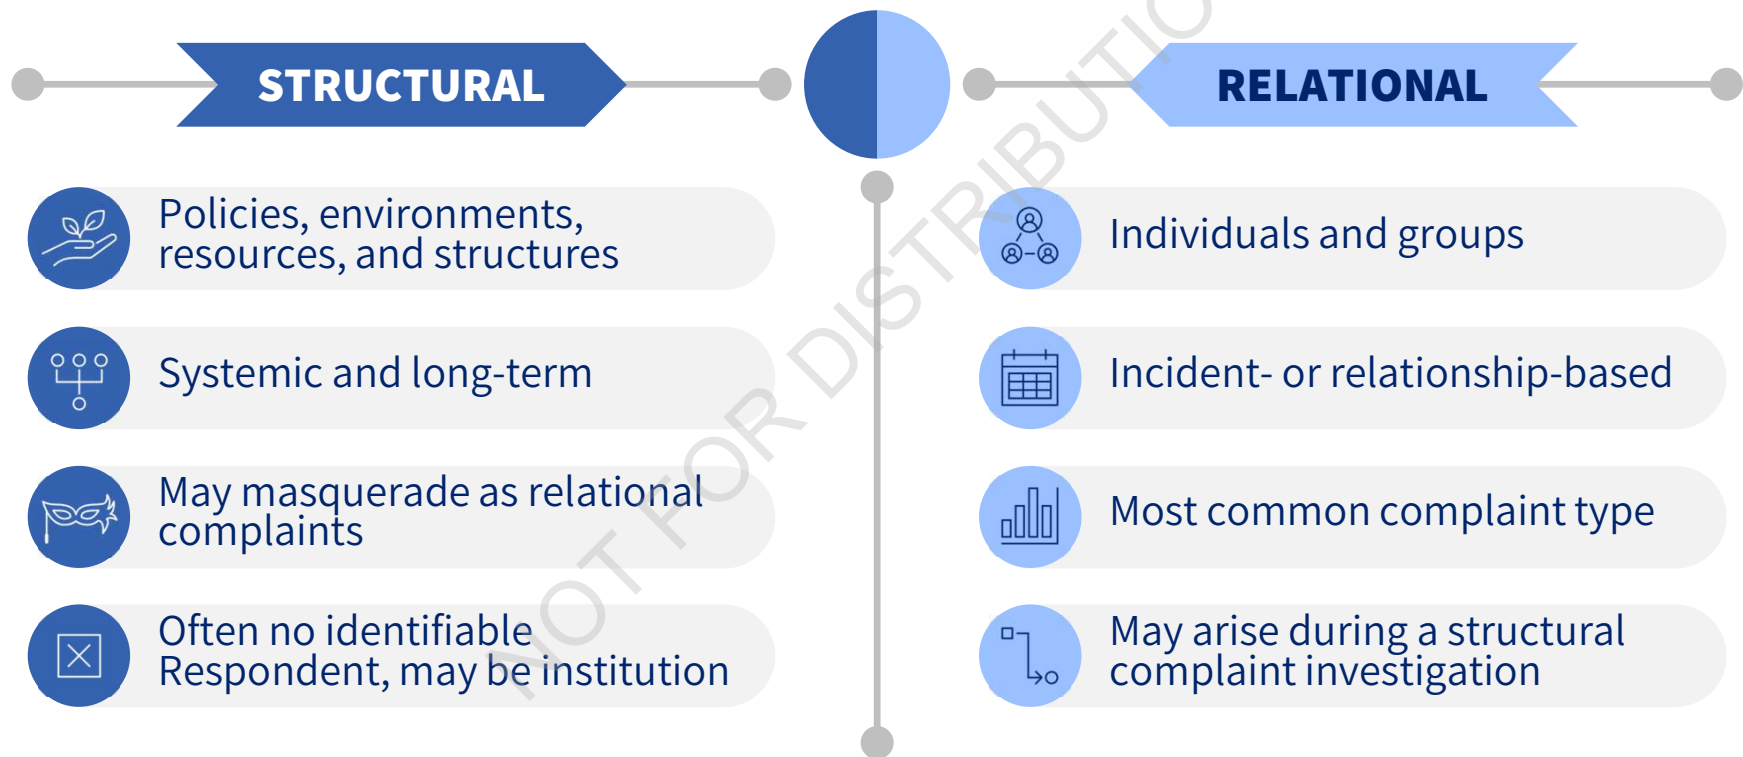 STRUCTURAL
Policies, environments,
resources, and structures
Systemic and long-term
May masquerade as relational
complaints
Often no identifiable
Respondent, may be institution
RELATIONAL
Individuals and groups
Incident- or relationship-based
Most common complaint type
May arise during a structural
complaint investigation
NOT FOR DISTRIBUTIO